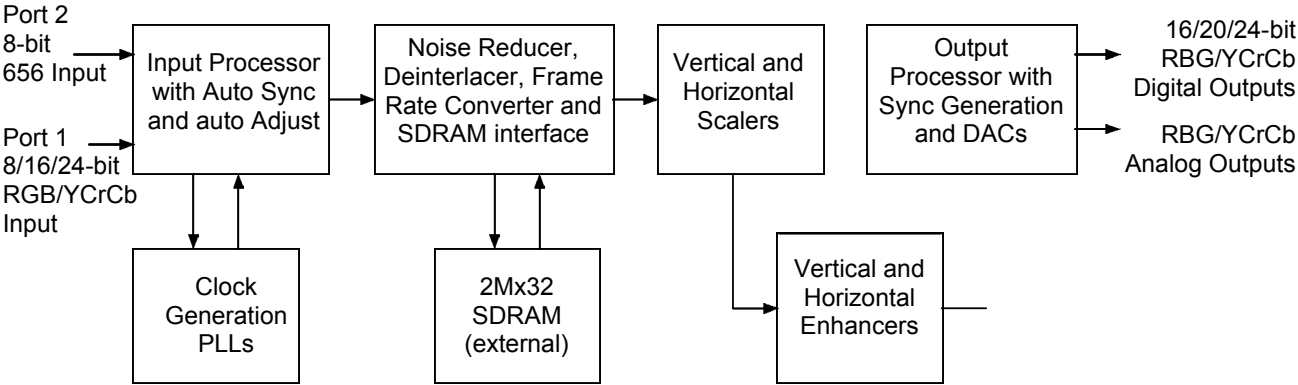 Port 2
8-bit
656 Input
Port 1
8/16/24-bit
RGB/YCrCb
Input
Input Processor
with Auto Sync
and auto Adjust
Noise Reducer,
Deinterlacer, Frame
Rate Converter and
SDRAM interface
Vertical and
Horizontal
Scalers
Output
Processor with
Sync Generation
and DACs
16/20/24-bit
RBG/YCrCb
Digital Outputs
RBG/YCrCb
Analog Outputs
Clock
Generation
PLLs
2Mx32
SDRAM
(external)
Vertical and
Horizontal
Enhancers